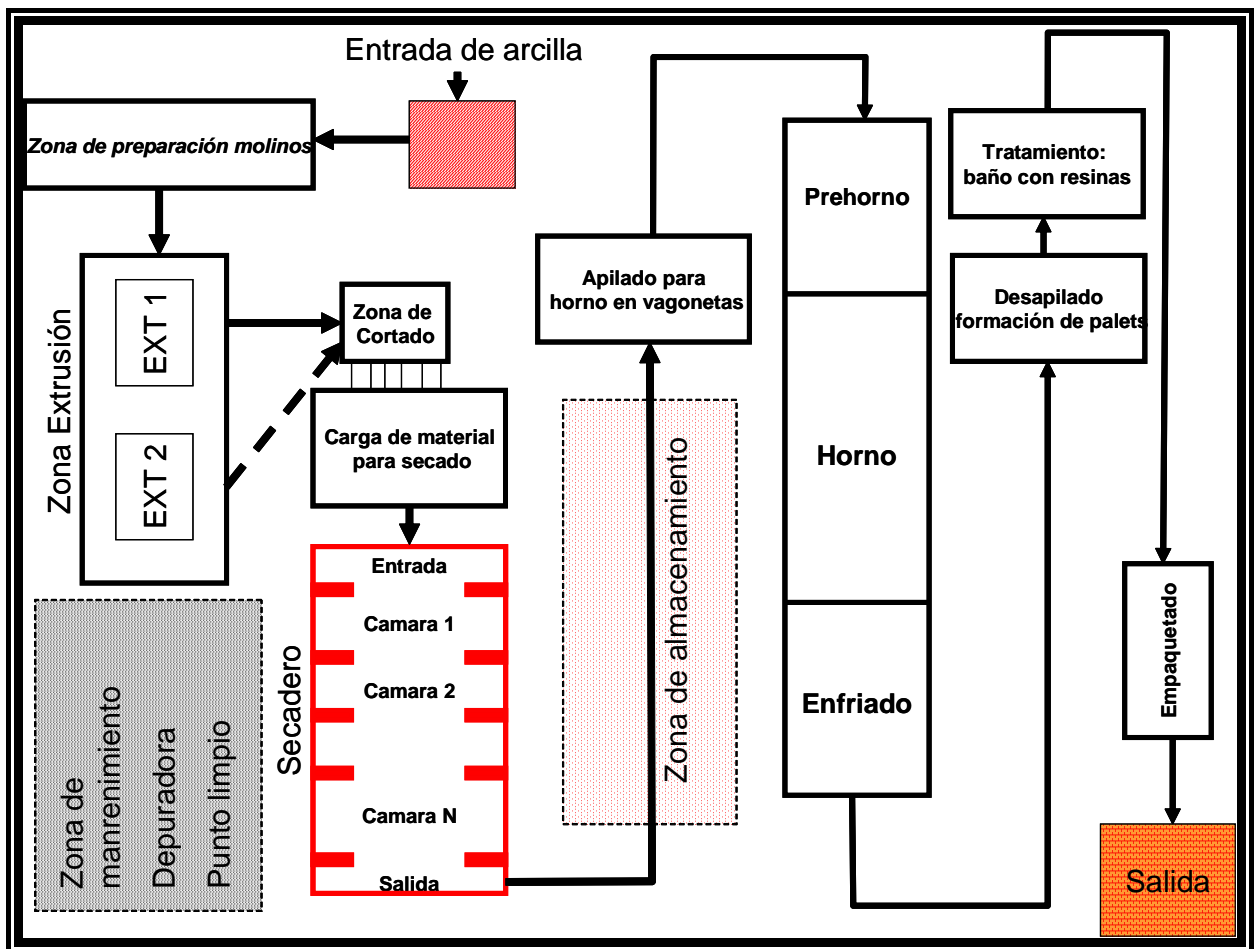 Entrada de arcilla
Zona de preparación molinos
Zona Extrusión
EXT 1
EXT 2
Zona de
Cortado
Carga de material
para secado
Secadero
Entrada
Camara 1
Camara 2
Camara N
Salida
Zona de
manrenimiento
Depuradora
Punto limpio
Apilado para
horno en vagonetas
Zona de almacenamiento
Prehorno
Horno
Enfriado
Tratamiento:
baño con resinas
Desapilado
formación de palets
Empaquetado
Salida